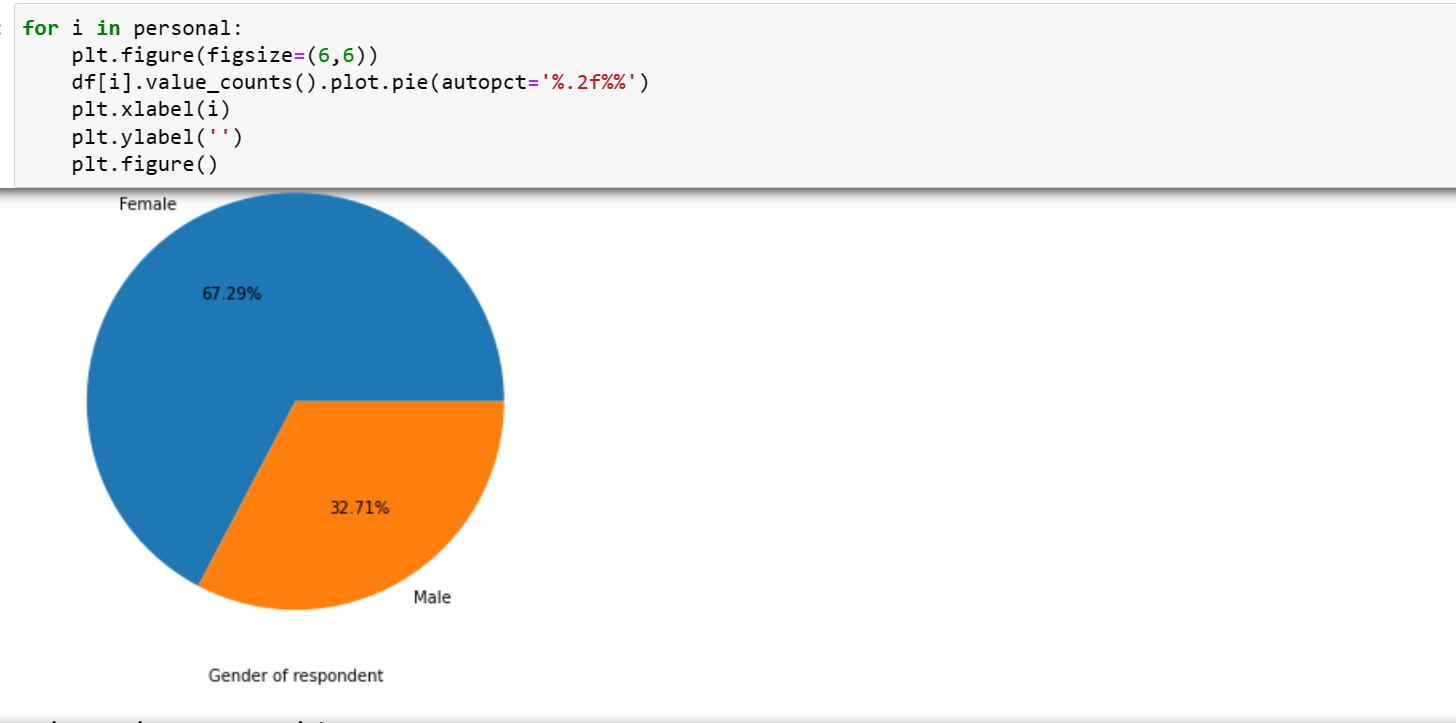 for i in personal:
    plt.figure(figsize=(6,6))
    df[i].value_counts().plot.pie(autopct='%.2f%%')
    plt.xlabel(i)
    plt.ylabel('')
    plt.figure()
Female
67.29%
32.71%
Male
Gender of respondent